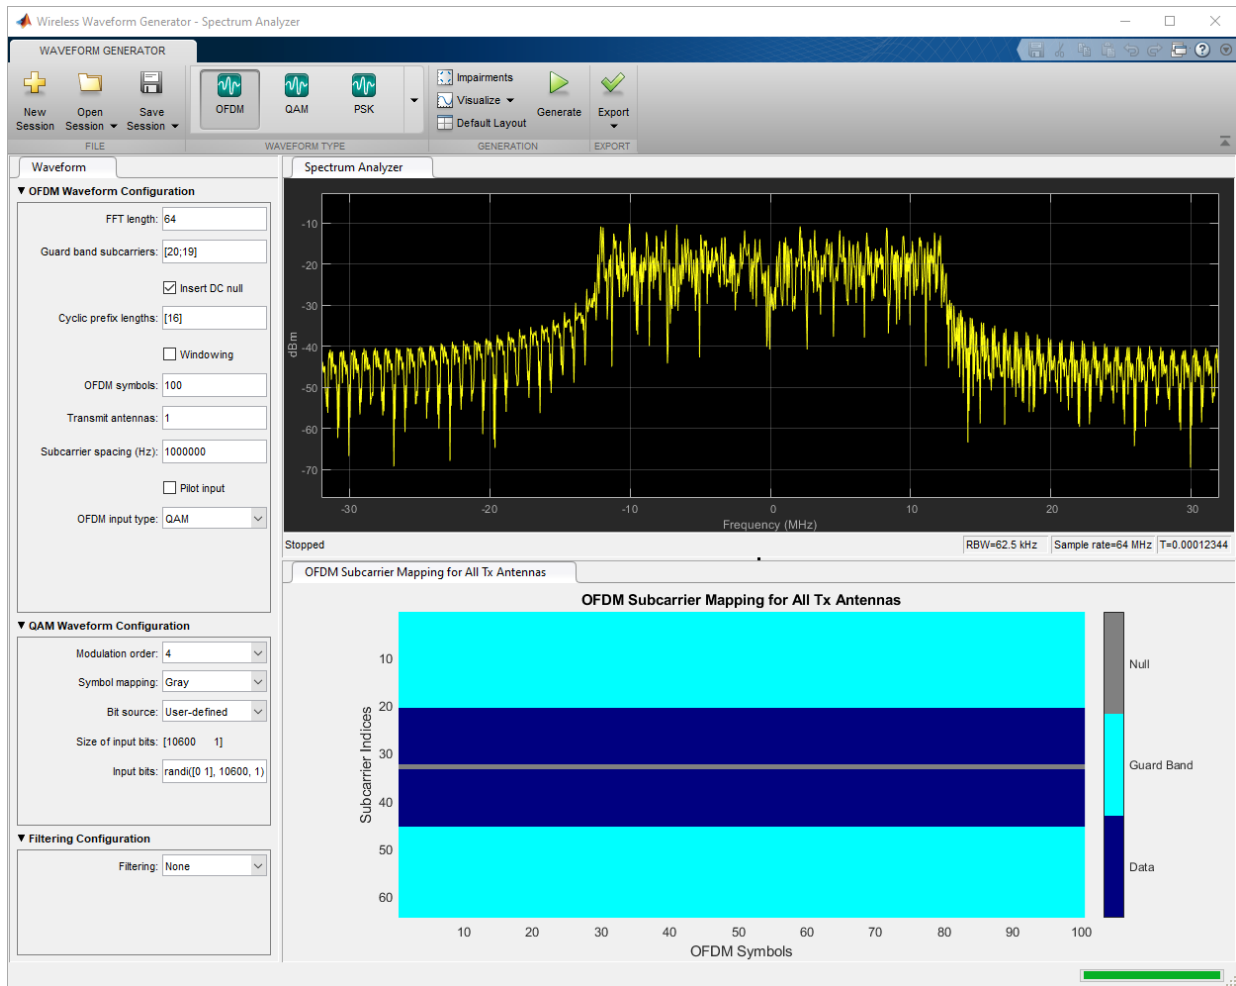 Wireless Waveform Generator - Spectrum Analyzer
WAVEFORM GENERATOR
New Session
Open Session
Save Session
FILE
OFDM
QAM
PSK
WAVEFORM TYPE
Impairments
Visualize
Default Layout
Generate
GENERATION
Export
EXPORT
Waveform
OFDM Waveform Configuration
FFT length: 64
Guard band subcarriers: [20;19]
Insert DC null
Cyclic prefix lengths: [16]
Windowing
OFDM symbols: 100
Transmit antennas: 1
Subcarrier spacing (Hz): 1000000
Pilot input
OFDM input type: QAM
QAM Waveform Configuration
Modulation order: 4
Symbol mapping: Gray
Bit source: User-defined
Size of input bits: [10600 1]
Input bits: randi([0 1], 10600, 1)
Filtering Configuration
Filtering: None
Spectrum Analyzer
dBm
-10
-20
-30
-40
-50
-60
-70
-30 -20 -10 0 10 20 30
Frequency (MHz)
Stopped
RBW=62.5 kHz Sample rate=64 MHz T=0.00012344
OFDM Subcarrier Mapping for All Tx Antennas
OFDM Subcarrier Mapping for All Tx Antennas
Subcarrier Indices
10
20
30
40
50
60
10 20 30 40 50 60 70 80 90 100
OFDM Symbols
Null
Guard Band
Data